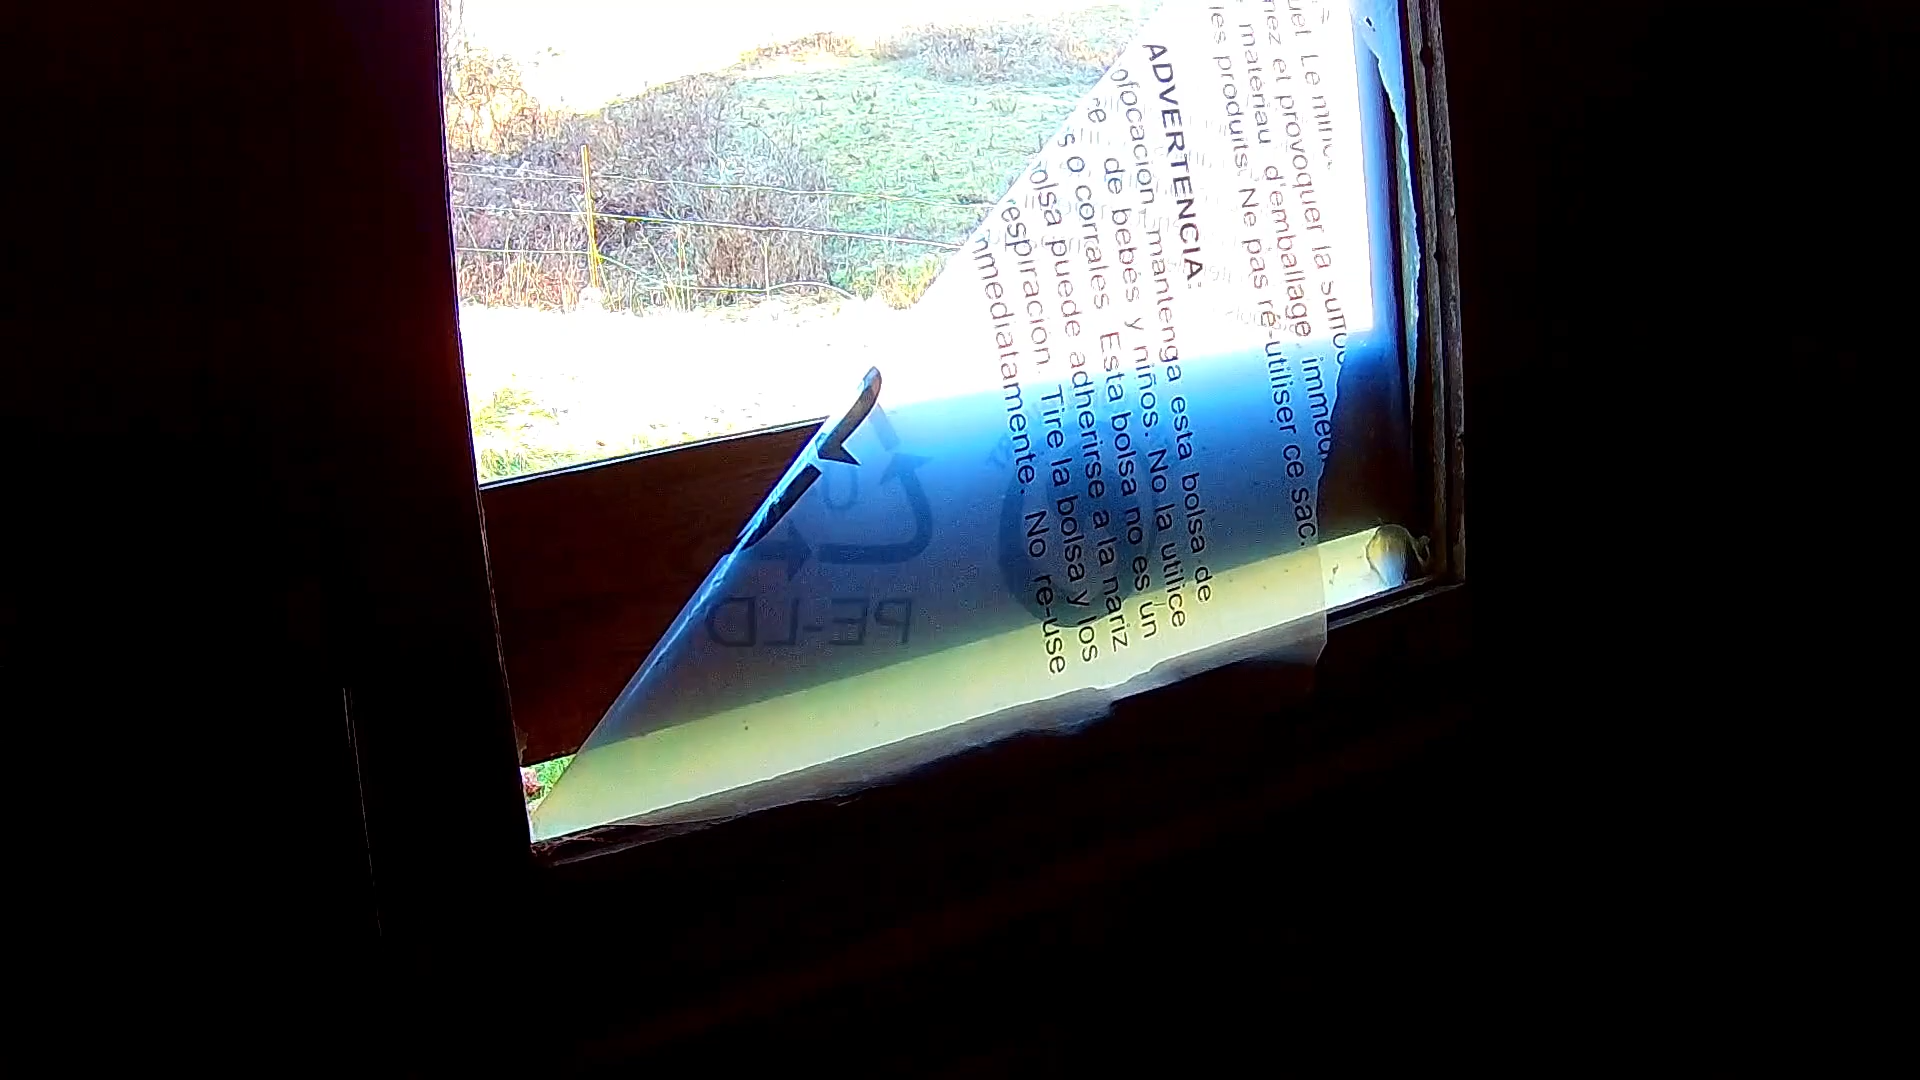 uel. Le
nez et provoquer la
matériau d'emballage, immed
les produits. Ne pas ré-utiliser ce sac.
ADVERTENCIA:
ofocación, mantenga esta bolsa de
re de bebés y niños. No la utilice
s o corrales. Esta bolsa no es un
olsa puede adherirse a la nariz
espiración. Tire la bolsa y los
nmediatamente. No re-use
PE-LD